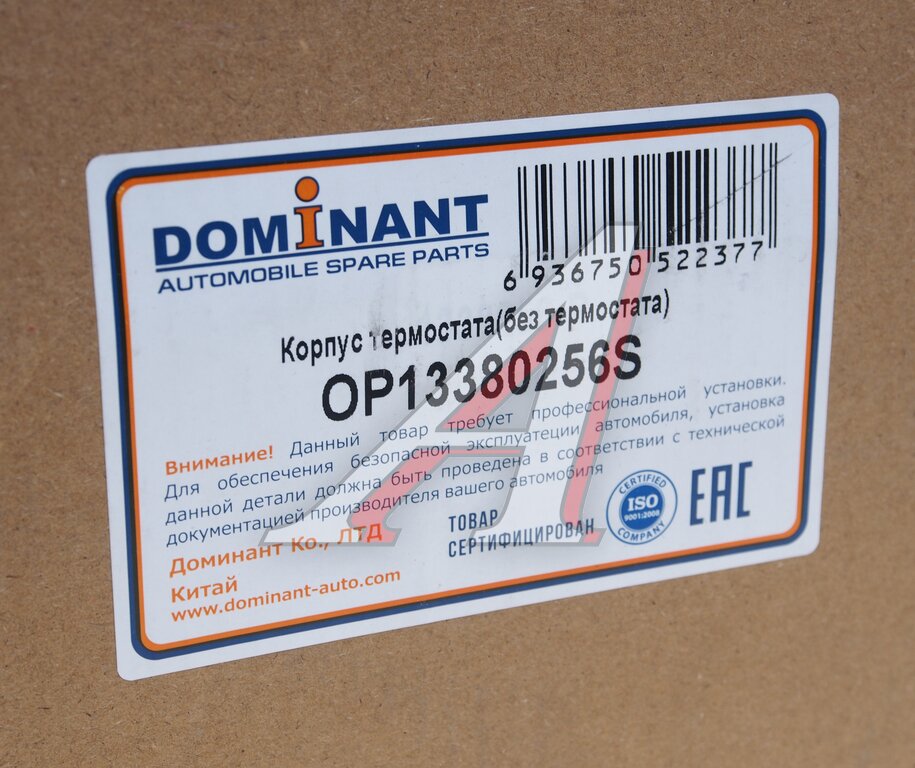 DOMiNANT
AUTOMOBILE SPARE PARTS
6 936750 522377
Корпус термостата(без термостата)
OP13380256S
Внимание! Данный товар требует профессиональной установки.
Для обеспечения безопасной эксплуатеции автомобиля, установка
данной детали должна быть проведена в соответствии с технической
документацией производителя вашего автомобиля
Доминант Ко., ЛТД
Китай
www.dominant-auto.com
ТОВАР
СЕРТИФИЦИРОВАН
CERTIFIED
ISO
9001:2008
COMPANY
EAC